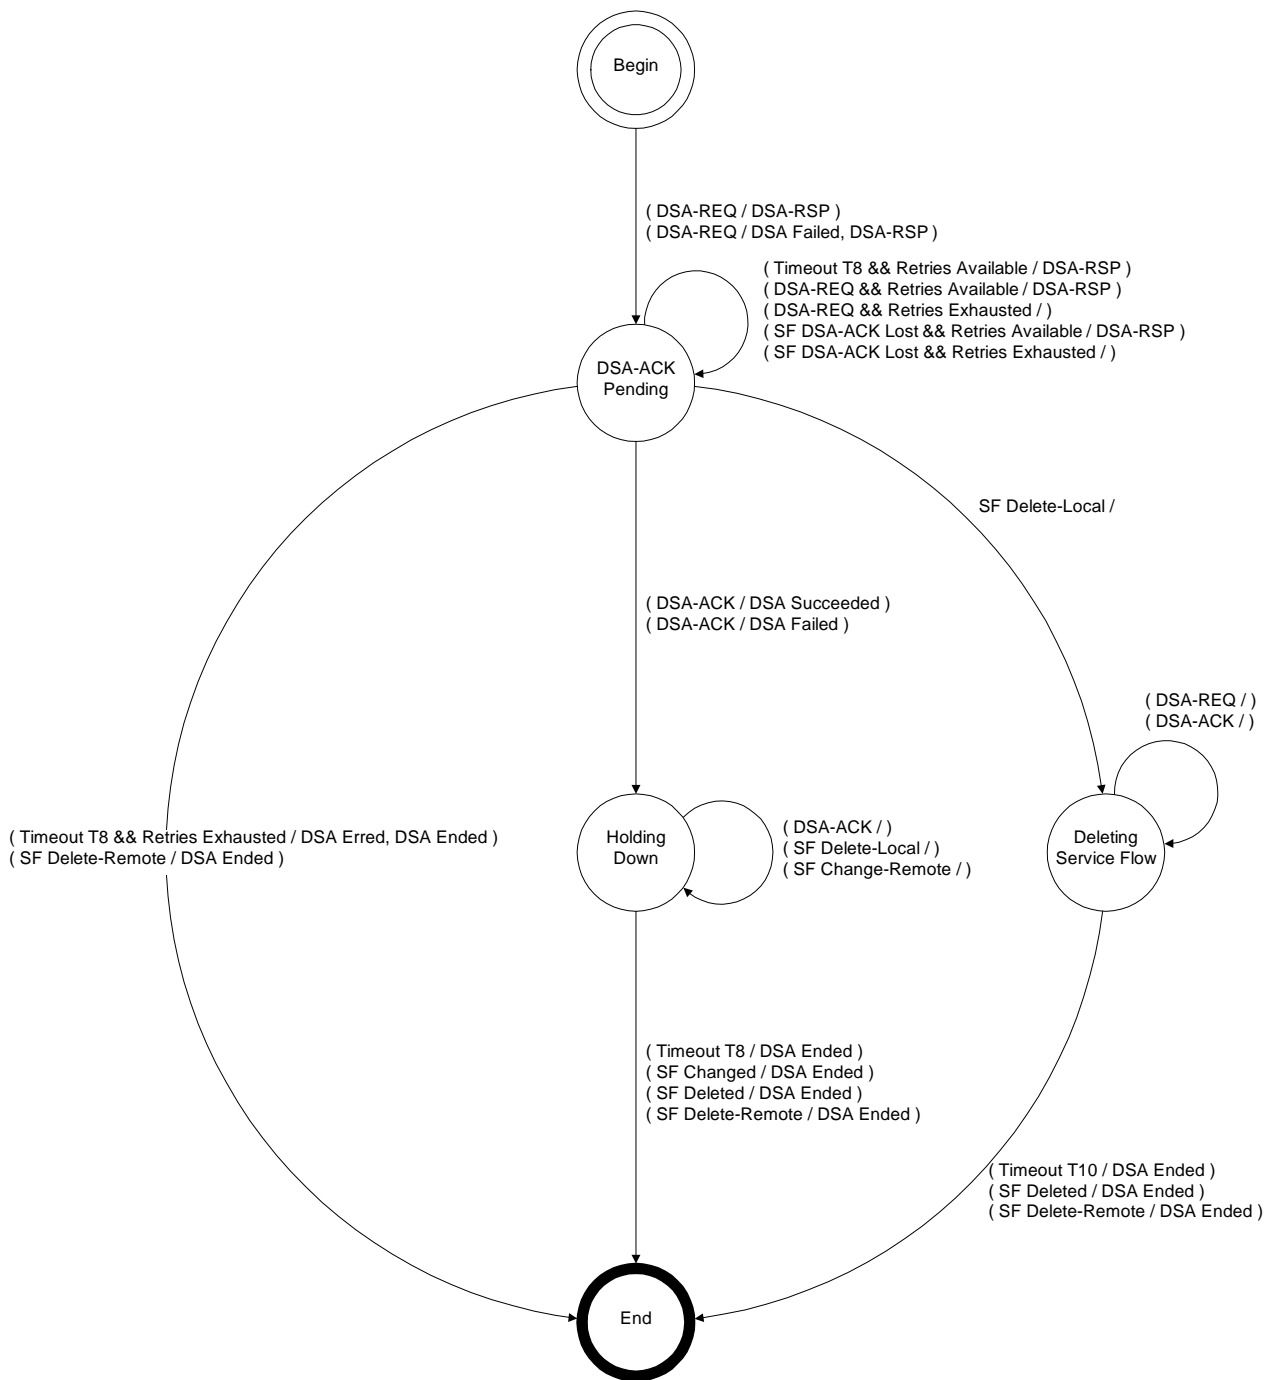 Begin
( DSA-REQ / DSA-RSP )
( DSA-REQ / DSA Failed, DSA-RSP )
( Timeout T8 && Retries Available / DSA-RSP )
( DSA-REQ && Retries Available / DSA-RSP )
( DSA-REQ && Retries Exhausted / )
( SF DSA-ACK Lost && Retries Available / DSA-RSP )
( SF DSA-ACK Lost && Retries Exhausted / )
DSA-ACK
Pending
SF Delete-Local /
( DSA-ACK / DSA Succeeded )
( DSA-ACK / DSA Failed )
( DSA-REQ / )
( DSA-ACK / )
( Timeout T8 && Retries Exhausted / DSA Erred, DSA Ended )
( SF Delete-Remote / DSA Ended )
Holding
Down
( DSA-ACK / )
( SF Delete-Local / )
( SF Change-Remote / )
Deleting
Service Flow
( Timeout T8 / DSA Ended )
( SF Changed / DSA Ended )
( SF Deleted / DSA Ended )
( SF Delete-Remote / DSA Ended )
( Timeout T10 / DSA Ended )
( SF Deleted / DSA Ended )
( SF Delete-Remote / DSA Ended )
End